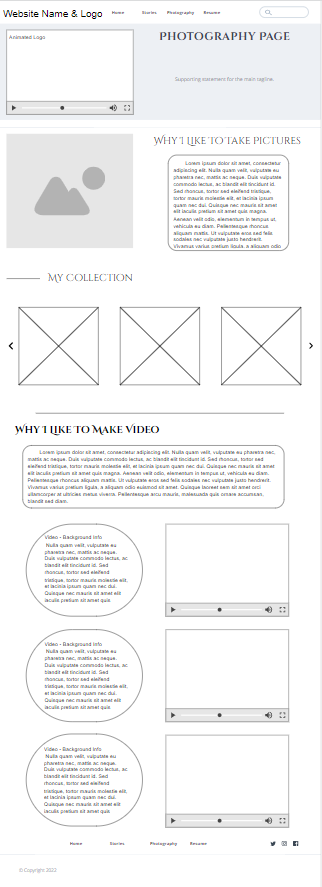 Website Name & Logo
Home Stories Photography Resume
Animated Logo
Photography Page
Supporting statement for the main tagline.
Why I Like to Take Pictures
Lorem ipsum dolor sit amet, consectetur
adipiscing elit. Nulla quam velit, vulputate
eu pharetra nec, mattis ac neque. Duis
vulputate commodo lectus, ac blandit elit
tincidunt id. Sed rhoncus, tortor sed
eleifend tristique, tortor mauris molestie
elit, et lacinia ipsum quam nec dui. Quisque
nec mauris sit amet elit iaculis pretium sit
amet quis magna. Aenean velit odio,
elementum in tempus ut, vehicula eu diam.
Pellentesque rhoncus aliquam mattis. Ut
vulputate eros sed felis sodales nec
vulputate justo hendrerit. Vivamus varius
pretium ligula, a aliquam odio
My Collection
Why I Like to Make Video
Lorem ipsum dolor sit amet, consectetur adipiscing elit. Nulla quam velit, vulputate eu pharetra nec,
mattis ac neque. Duis vulputate commodo lectus, ac blandit elit tincidunt id. Sed rhoncus, tortor sed
eleifend tristique, tortor mauris molestie elit, et lacinia ipsum quam nec dui. Quisque nec mauris sit amet
elit iaculis pretium sit amet quis magna. Aenean velit odio, elementum in tempus ut, vehicula eu diam.
Pellentesque rhoncus aliquam mattis. Ut vulputate eros sed felis sodales nec vulputate justo hendrerit.
Vivamus varius pretium ligula, a aliquam odio euismod sit amet. Quisque laoreet sem sit amet orci
ullamcorper at ultricies metus viverra. Pellentesque arcu mauris, malesuada quis ornare accumsan,
blandit sed diam.
Video - Background Info
Nulla quam velit, vulputate eu
pharetra nec, mattis ac neque.
Duis vulputate commodo lectus, ac
blandit elit tincidunt id. Sed
rhoncus, tortor sed eleifend
tristique, tortor mauris molestie elit,
et lacinia ipsum quam nec dui.
Quisque nec mauris sit amet elit
iaculis pretium sit amet quis
Video - Background Info
Nulla quam velit, vulputate eu
pharetra nec, mattis ac neque.
Duis vulputate commodo lectus, ac
blandit elit tincidunt id. Sed
rhoncus, tortor sed eleifend
tristique, tortor mauris molestie elit,
et lacinia ipsum quam nec dui.
Quisque nec mauris sit amet elit
iaculis pretium sit amet quis
Video - Background Info
Nulla quam velit, vulputate eu
pharetra nec, mattis ac neque.
Duis vulputate commodo lectus, ac
blandit elit tincidunt id. Sed
rhoncus, tortor sed eleifend
tristique, tortor mauris molestie elit,
et lacinia ipsum quam nec dui.
Quisque nec mauris sit amet elit
iaculis pretium sit amet quis
Home Stories Photography Resume
© Copyright 2022